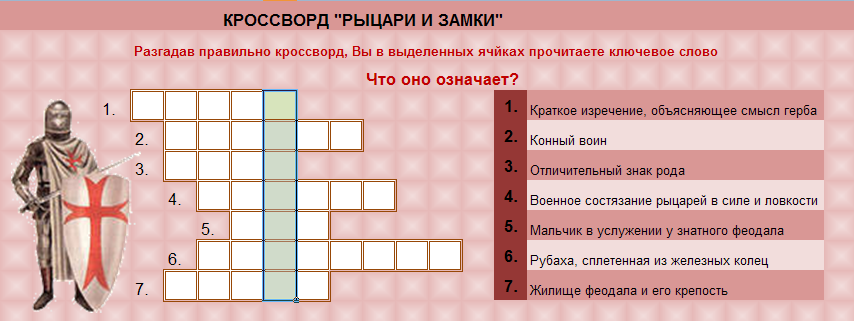 КРОССВОРД "РЫЦАРИ И ЗАМКИ"
Разгадав правильно кроссворд, Вы в выделенных ячйках прочитаете ключевое слово
Что оно означает?
1.
2.
3.
4.
5.
6.
7.
1. Краткое изречение, объясняющее смысл герба
2. Конный воин
3. Отличительный знак рода
4. Военное состязание рыцарей в силе и ловкости
5. Мальчик в услужении у знатного феодала
6. Рубаха, сплетенная из железных колец
7. Жилище феодала и его крепость